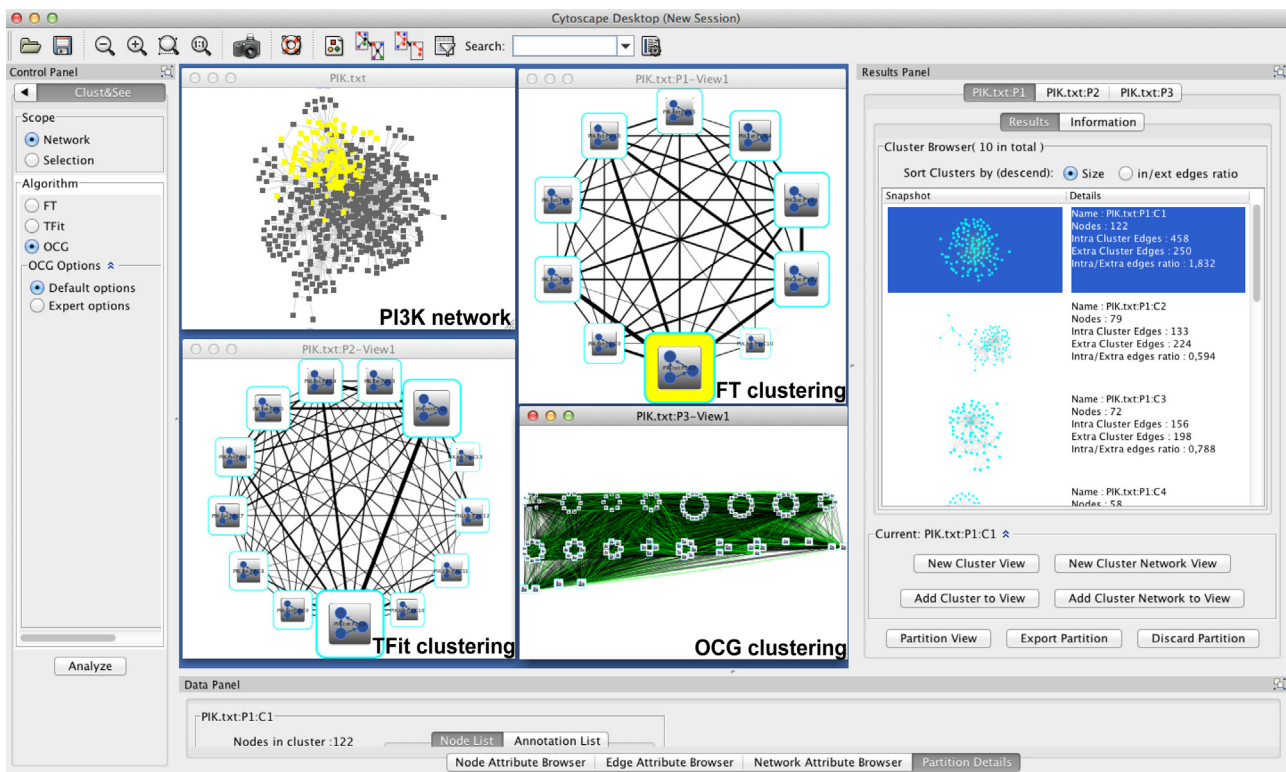 Cytoscape Desktop (New Session)
Search:
Control Panel
Clust&See
Scope
Network
Selection
Algorithm
FT
TFit
OCG
OCG Options
Default options
Expert options
Analyze
PIK.txt
PI3K network
PIK.txt:P1-View1
FT clustering
PIK.txt:P2-View1
TFit clustering
PIK.txt:P3-View1
OCG clustering
Results Panel
PIK.txt:P1 PIK.txt:P2 PIK.txt:P3
Results Information
Cluster Browser( 10 in total )
Sort Clusters by (descend): Size in/ext edges ratio
Snapshot Details
Name : PIK.txt:P1:C1
Nodes : 122
Intra Cluster Edges : 458
Extra Cluster Edges : 250
Intra/Extra edges ratio : 1,832
Name : PIK.txt:P1:C2
Nodes : 79
Intra Cluster Edges : 133
Extra Cluster Edges : 224
Intra/Extra edges ratio : 0,594
Name : PIK.txt:P1:C3
Nodes : 72
Intra Cluster Edges : 156
Extra Cluster Edges : 198
Intra/Extra edges ratio : 0,788
Name : PIK.txt:P1:C4
Nodes : 58
Current: PIK.txt:P1:C1
New Cluster View New Cluster Network View
Add Cluster to View Add Cluster Network to View
Partition View Export Partition Discard Partition
Data Panel
PIK.txt:P1:C1
Nodes in cluster :122 Node List Annotation List
Node Attribute Browser Edge Attribute Browser Network Attribute Browser Partition Details